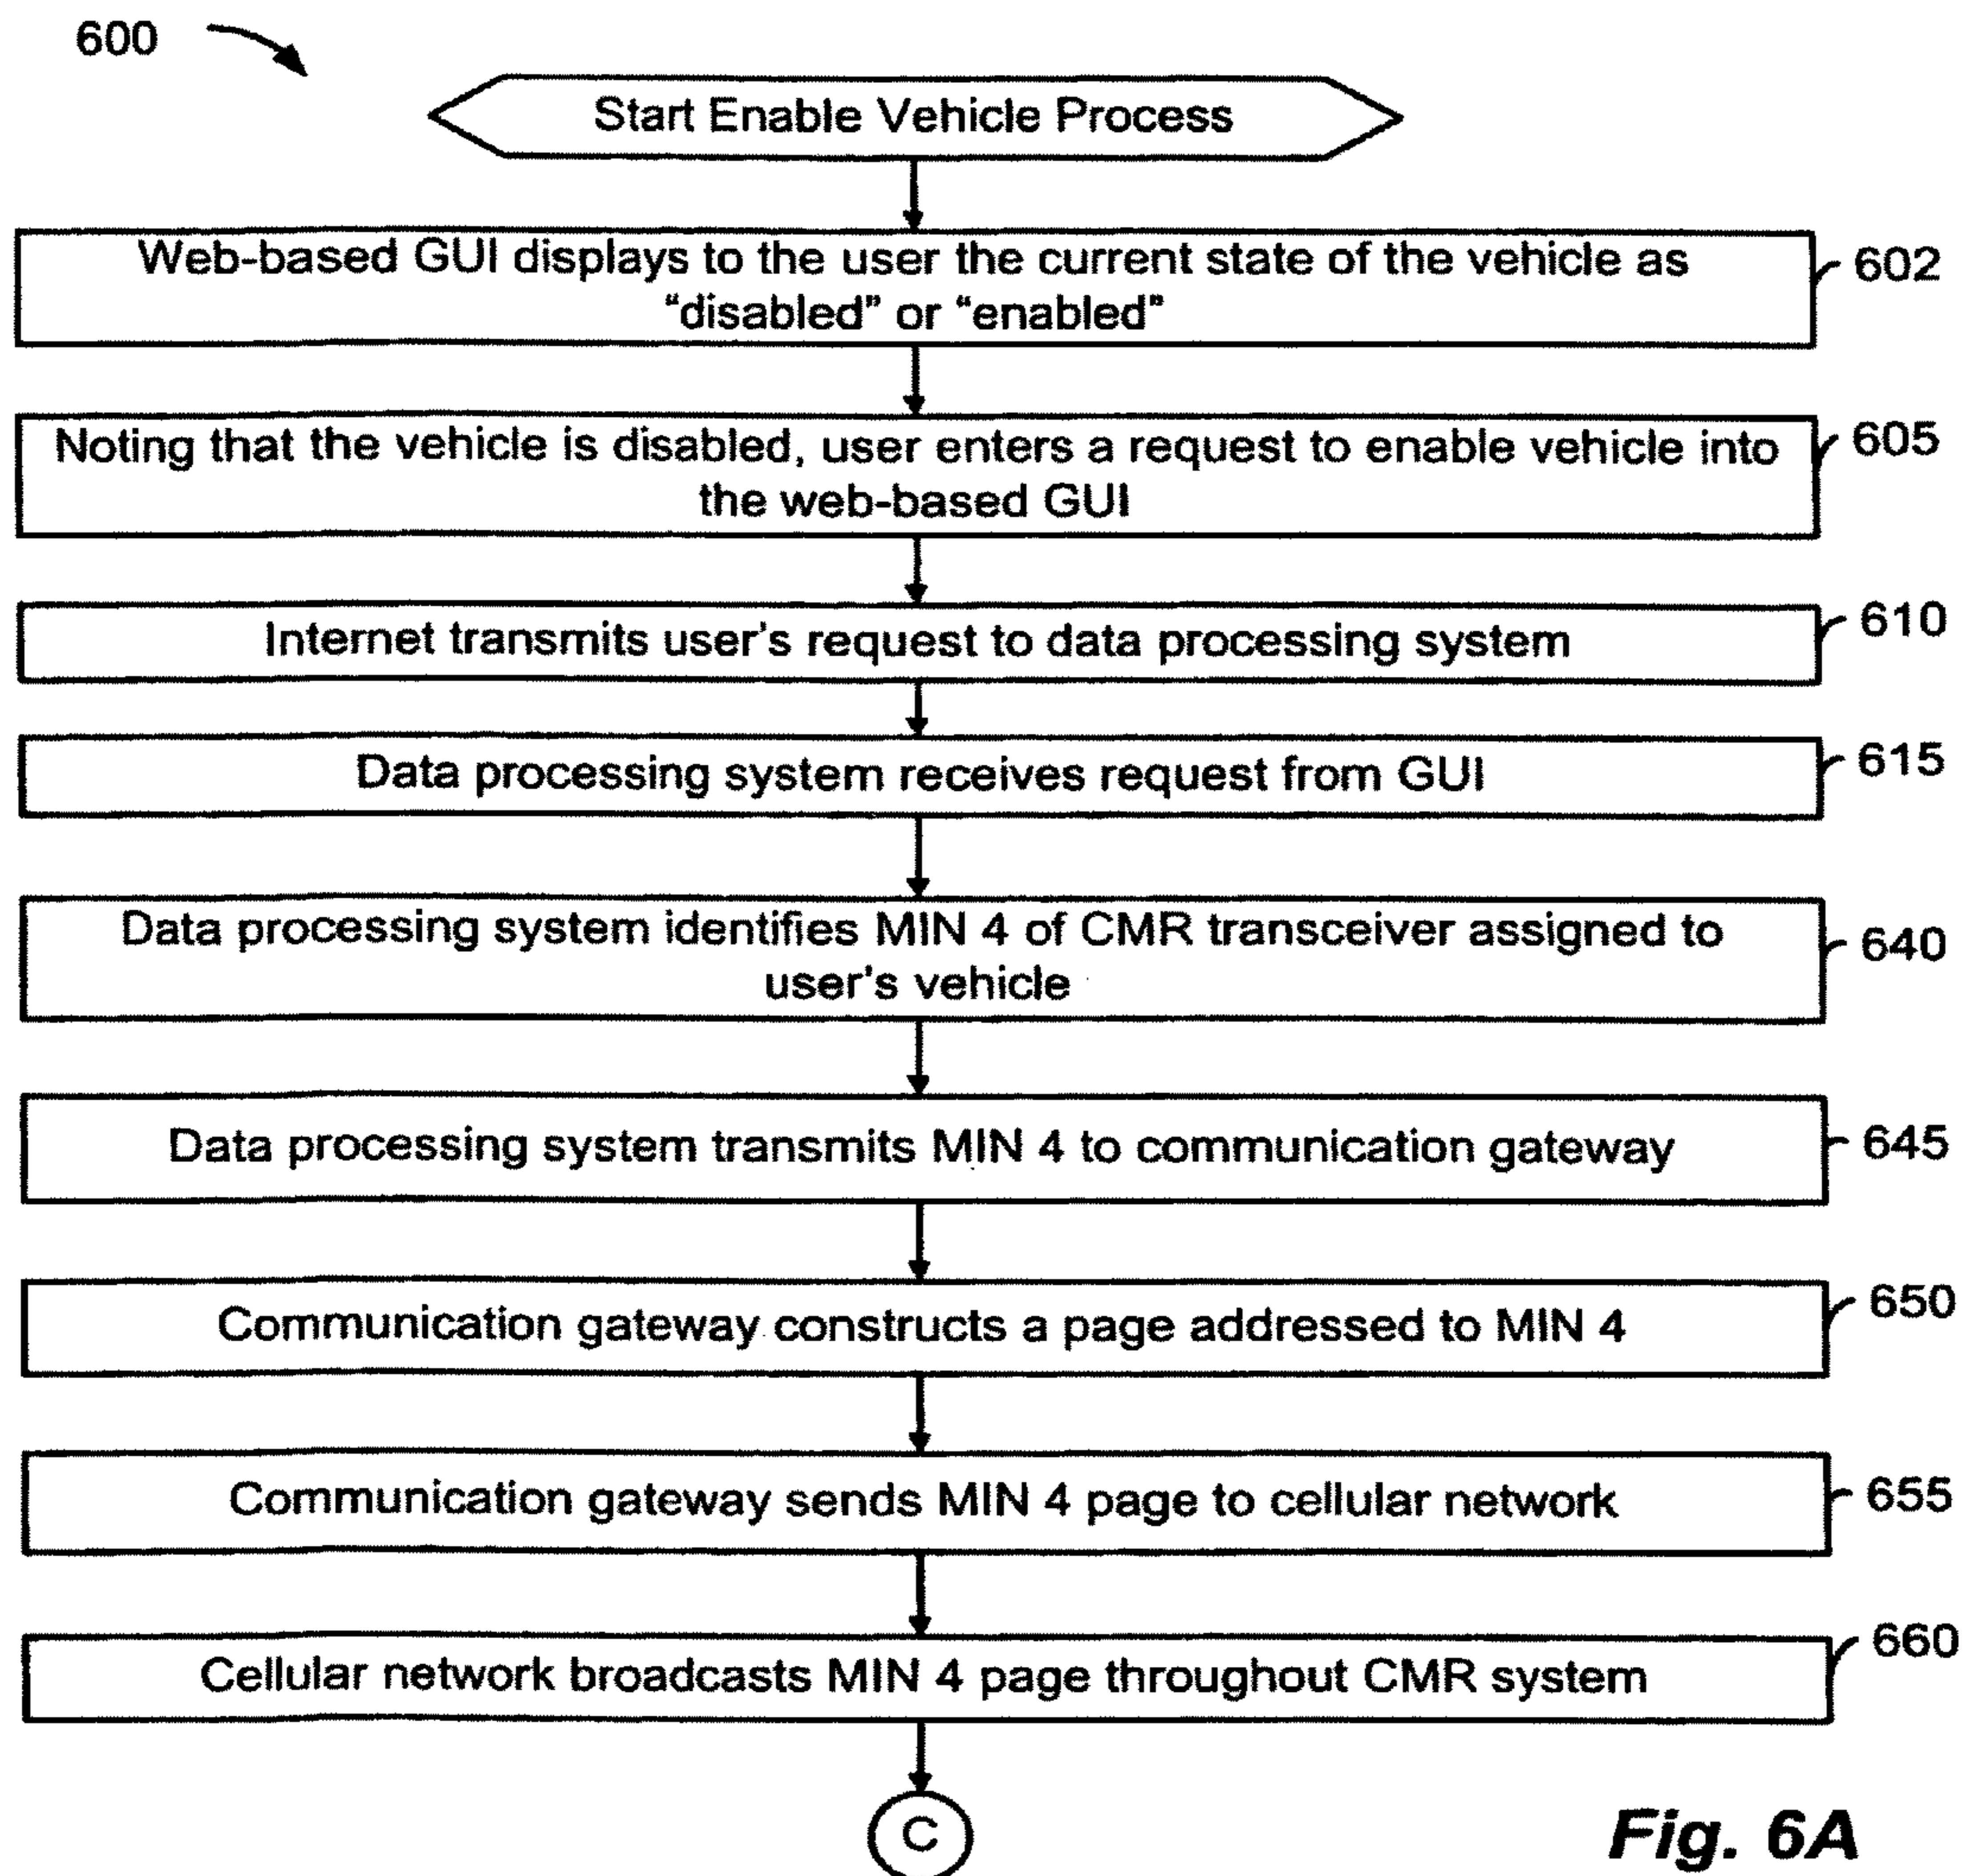 600
Start Enable Vehicle Process
Web-based GUI displays to the user the current state of the vehicle as
“disabled” or “enabled”
602
Noting that the vehicle is disabled, user enters a request to enable vehicle into
the web-based GUI
605
Internet transmits user's request to data processing system
610
Data processing system receives request from GUI
615
Data processing system identifies MIN 4 of CMR transceiver assigned to
user's vehicle
640
Data processing system transmits MIN 4 to communication gateway
645
Communication gateway constructs a page addressed to MIN 4
650
Communication gateway sends MIN 4 page to cellular network
655
Cellular network broadcasts MIN 4 page throughout CMR system
660
C
Fig. 6A